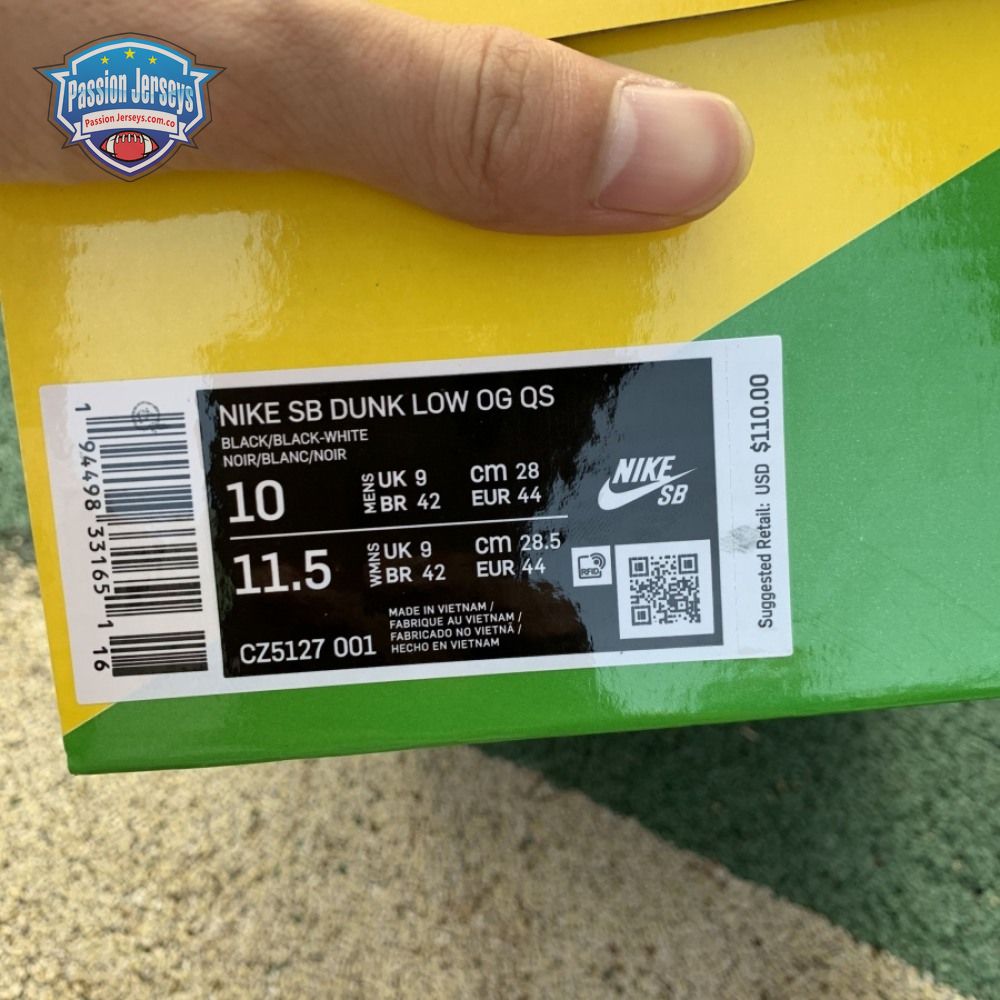 Passion Jerseys
Passion Jerseys.com.co
NIKE SB DUNK LOW OG QS
BLACK/BLACK-WHITE
NOIR/BLANC/NOIR
10
MENS
UK 9
BR 42
cm 28
EUR 44
11.5
WMNS
UK 9
BR 42
cm 28.5
EUR 44
MADE IN VIETNAM /
FABRIQUE AU VIETNAM /
FABRICADO NO VIETNÃ /
HECHO EN VIETNAM
CZ5127 001
NIKE
SB
RFID
Suggested Retail: USD $110.00
1 94498 33165 1 16